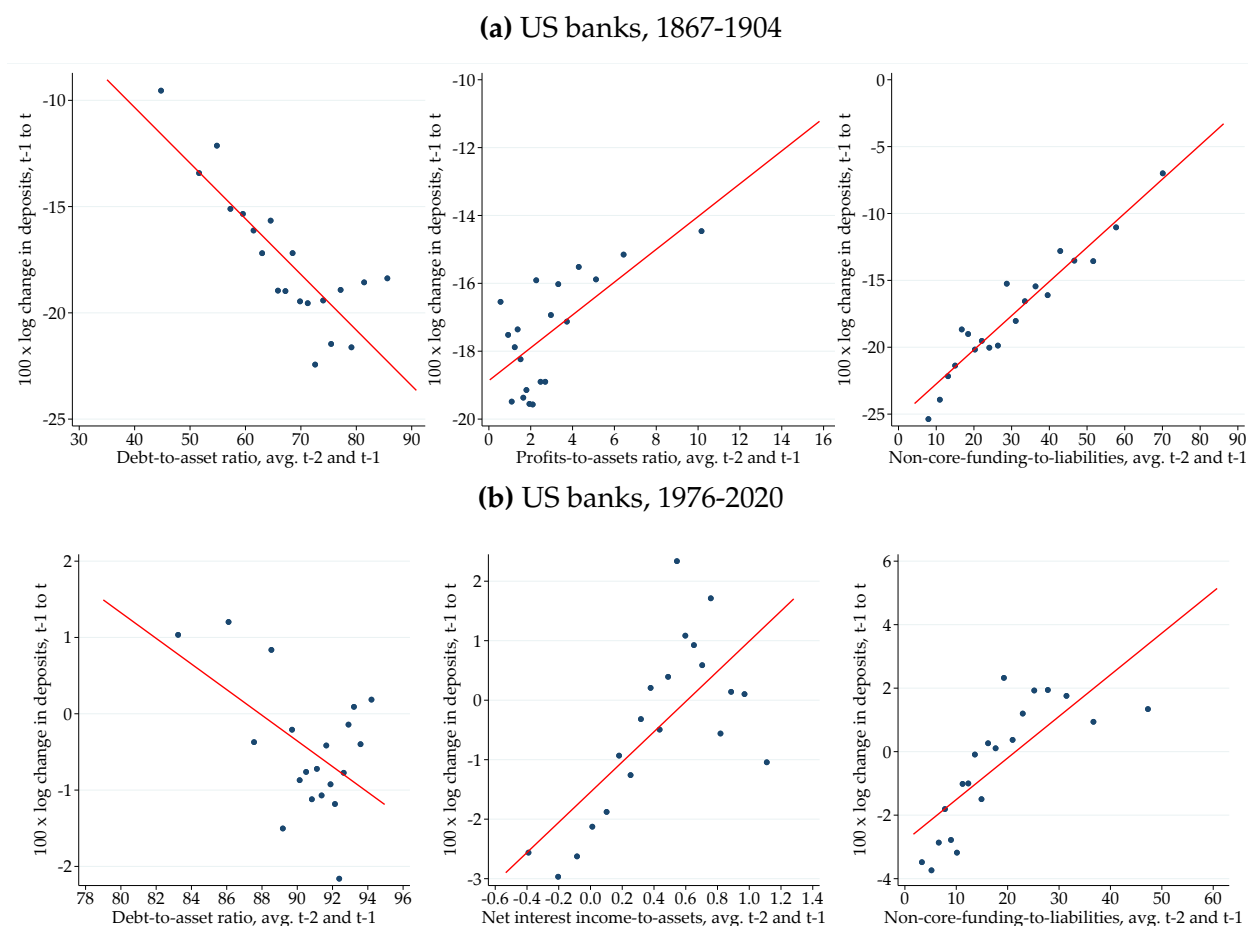 (a) US banks, 1867-1904
100 x log change in deposits, t-1 to t
-10
-15
-20
-25
30 40 50 60 70 80 90
Debt-to-asset ratio, avg. t-2 and t-1
100 x log change in deposits, t-1 to t
-10
-12
-14
-16
-18
-20
0 2 4 6 8 10 12 14 16
Profits-to-assets ratio, avg. t-2 and t-1
100 x log change in deposits, t-1 to t
0
-5
-10
-15
-20
-25
0 10 20 30 40 50 60 70 80 90
Non-core-funding-to-liabilities, avg. t-2 and t-1
(b) US banks, 1976-2020
100 x log change in deposits, t-1 to t
2
1
0
-1
-2
78 80 82 84 86 88 90 92 94 96
Debt-to-asset ratio, avg. t-2 and t-1
100 x log change in deposits, t-1 to t
2
1
0
-1
-2
-3
-0.6 -0.4 -0.2 0.0 0.2 0.4 0.6 0.8 1.0 1.2 1.4
Net interest income-to-assets, avg. t-2 and t-1
100 x log change in deposits, t-1 to t
6
4
2
0
-2
-4
0 10 20 30 40 50 60
Non-core-funding-to-liabilities, avg. t-2 and t-1